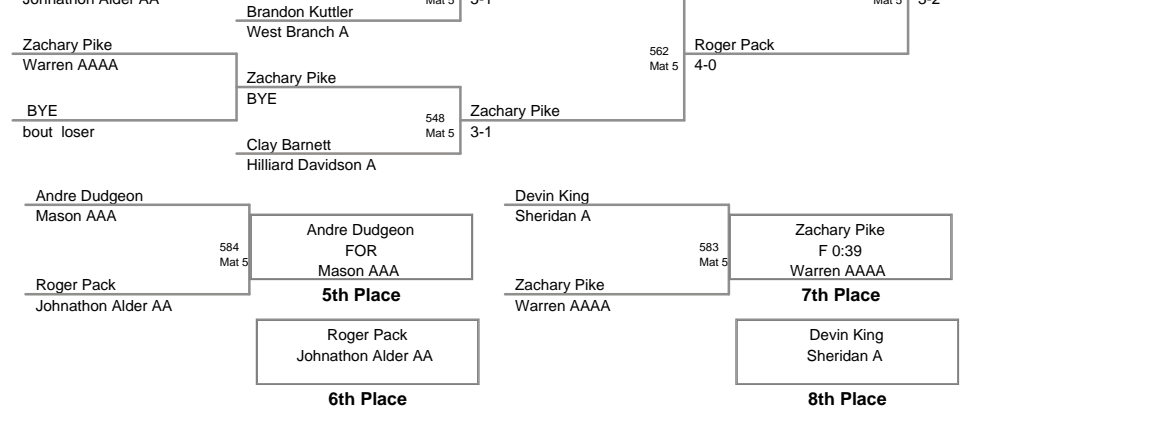 Johnathon Alder AA
Mat 5
3-1
Mat 5
3-2
Brandon Kuttler
West Branch A
Zachary Pike
Warren AAAA
562
Mat 5
Roger Pack
4-0
Zachary Pike
BYE
BYE
bout loser
548
Mat 5
Zachary Pike
3-1
Clay Barnett
Hilliard Davidson A
Andre Dudgeon
Mason AAA
584
Mat 5
Roger Pack
Johnathon Alder AA
Andre Dudgeon
FOR
Mason AAA
5th Place
Roger Pack
Johnathon Alder AA
6th Place
Devin King
Sheridan A
583
Mat 5
Zachary Pike
Warren AAAA
Zachary Pike
F 0:39
Warren AAAA
7th Place
Devin King
Sheridan A
8th Place